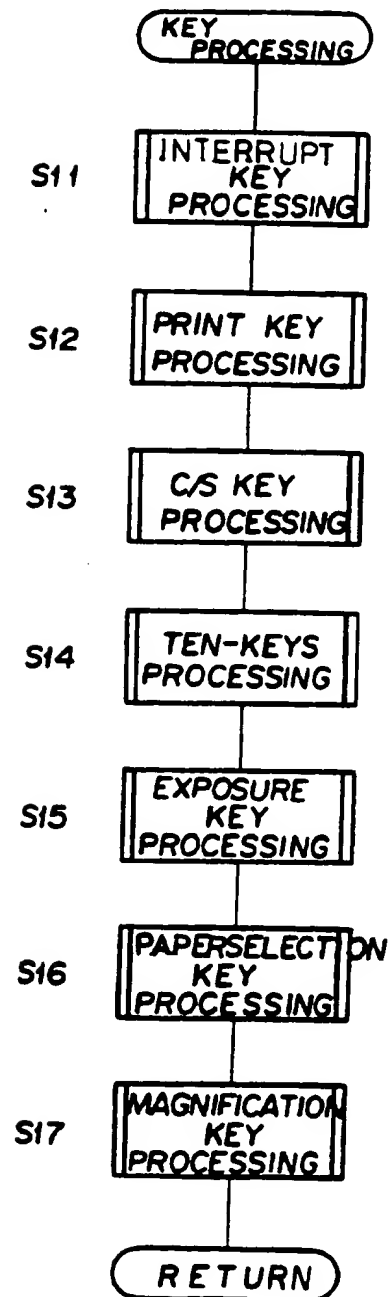 KEY
PROCESSING
S11
INTERRUPT
KEY
PROCESSING
S12
PRINT KEY
PROCESSING
S13
C/S KEY
PROCESSING
S14
TEN-KEYS
PROCESSING
S15
EXPOSURE
KEY
PROCESSING
S16
PAPERSELECTION
KEY
PROCESSING
S17
MAGNIFICATION
KEY
PROCESSING
RETURN